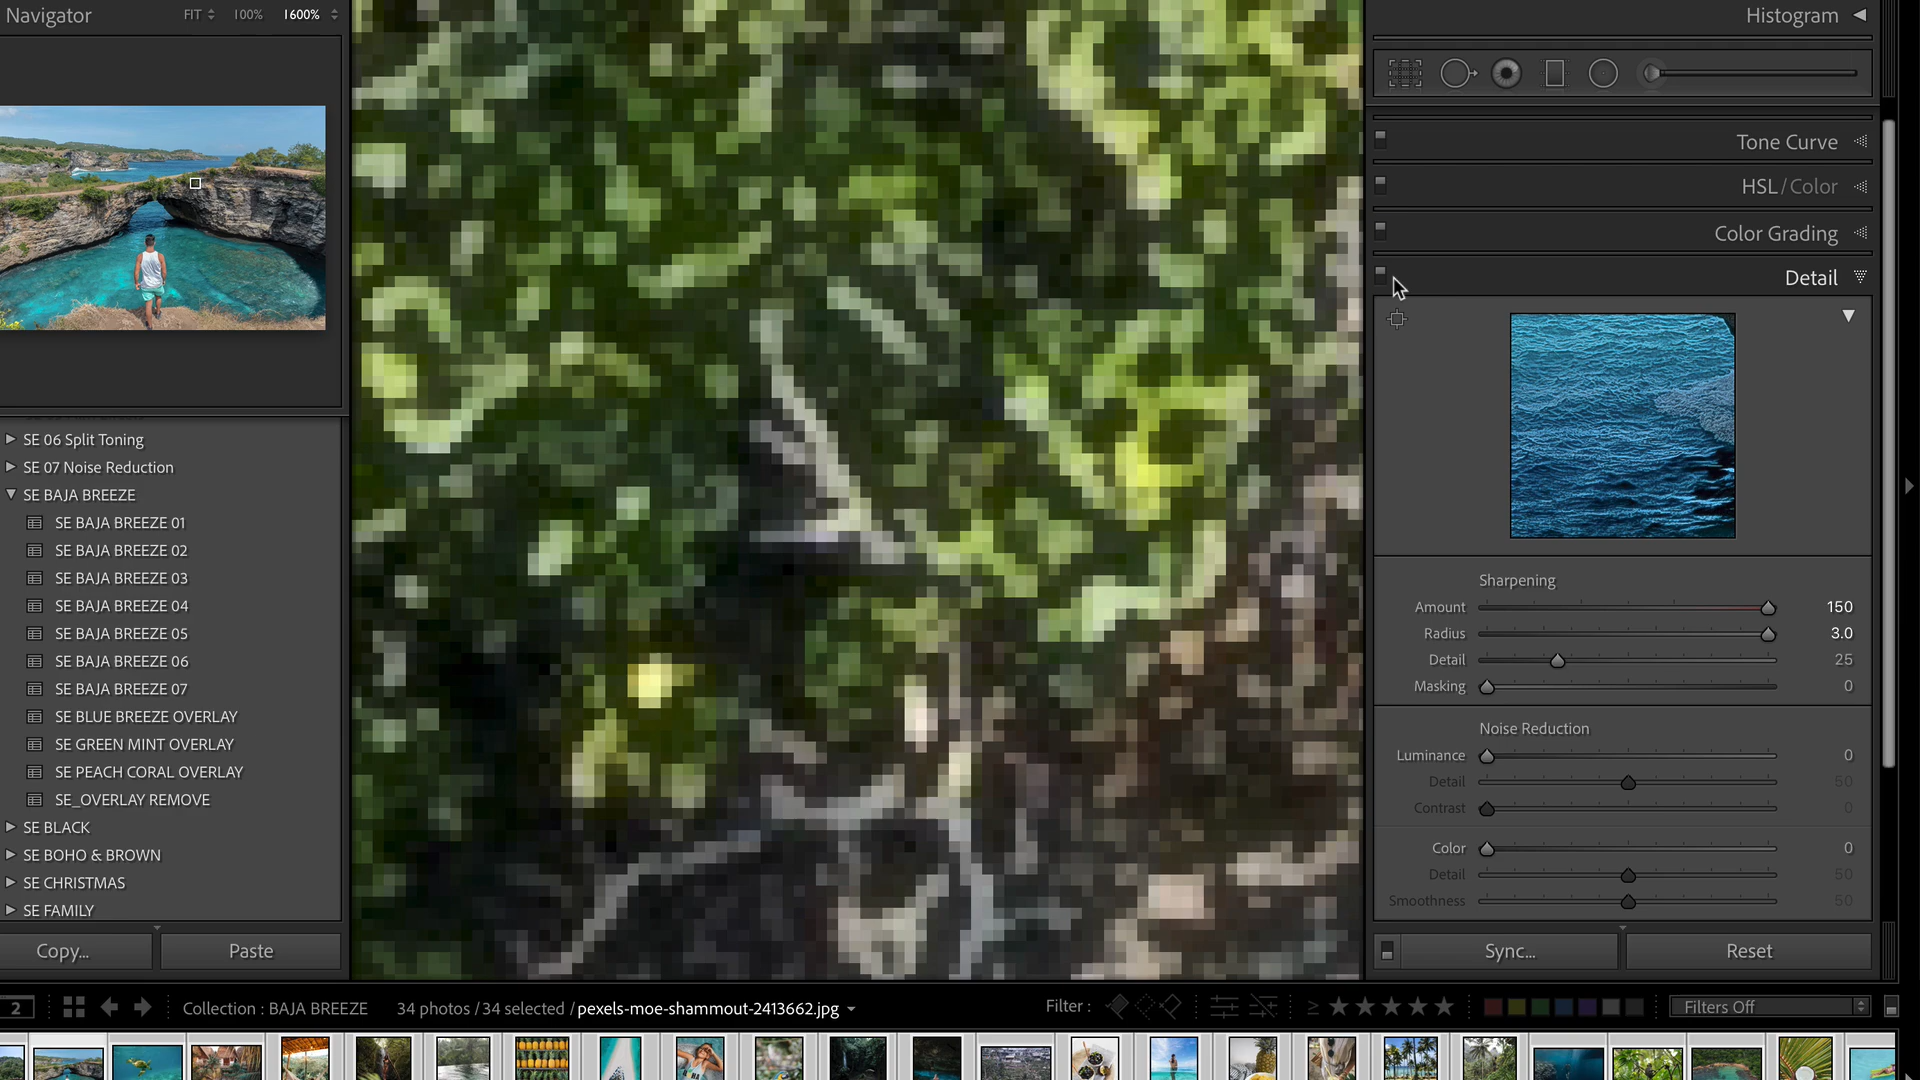 Navigator
FIT
100%
1600%
SE 06 Split Toning
SE 07 Noise Reduction
SE BAJA BREEZE
SE BAJA BREEZE 01
SE BAJA BREEZE 02
SE BAJA BREEZE 03
SE BAJA BREEZE 04
SE BAJA BREEZE 05
SE BAJA BREEZE 06
SE BAJA BREEZE 07
SE BLUE BREEZE OVERLAY
SE GREEN MINT OVERLAY
SE PEACH CORAL OVERLAY
SE_OVERLAY REMOVE
SE BLACK
SE BOHO & BROWN
SE CHRISTMAS
SE FAMILY
Copy...
Paste
Histogram
Tone Curve
HSL / Color
Color Grading
Detail
Sharpening
Amount 150
Radius 3.0
Detail 25
Masking 0
Noise Reduction
Luminance 0
Detail 50
Contrast 0
Color 0
Detail 50
Smoothness 50
Sync...
Reset
2
Collection : BAJA BREEZE
34 photos / 34 selected / pexels-moe-shammout-2413662.jpg
Filter :
≥
Filters Off